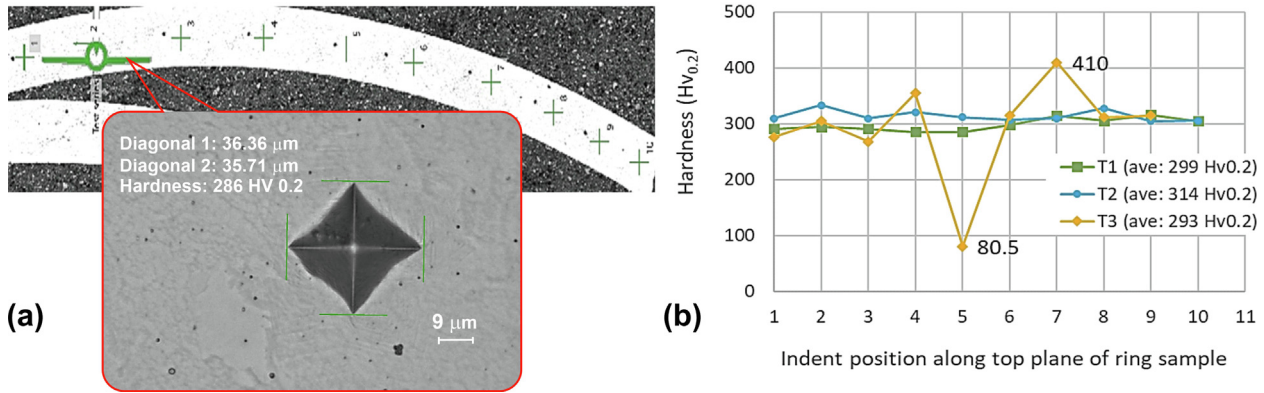 1
2
3
4
5
6
7
8
9
10
Diagonal 1: 36.36 μm
Diagonal 2: 35.71 μm
Hardness: 286 HV 0.2
9 μm
(a)
500
400
300
200
100
0
Hardness (Hv0.2)
410
80.5
T1 (ave: 299 Hv0.2)
T2 (ave: 314 Hv0.2)
T3 (ave: 293 Hv0.2)
1 2 3 4 5 6 7 8 9 10 11
Indent position along top plane of ring sample
(b)